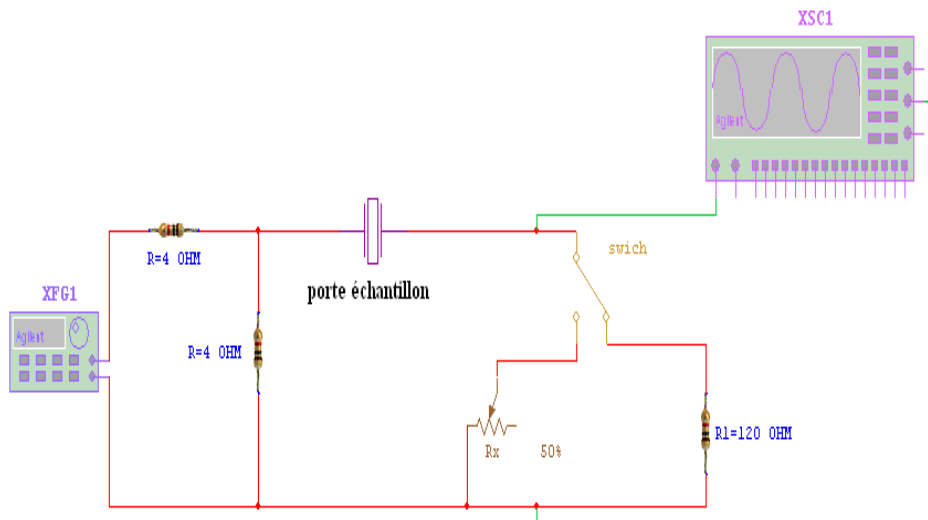 XSC1
Agilent
swich
R=4 OHM
porte échantillon
XFG1
Agilent
R=4 OHM
R1=120 OHM
Rx 50%